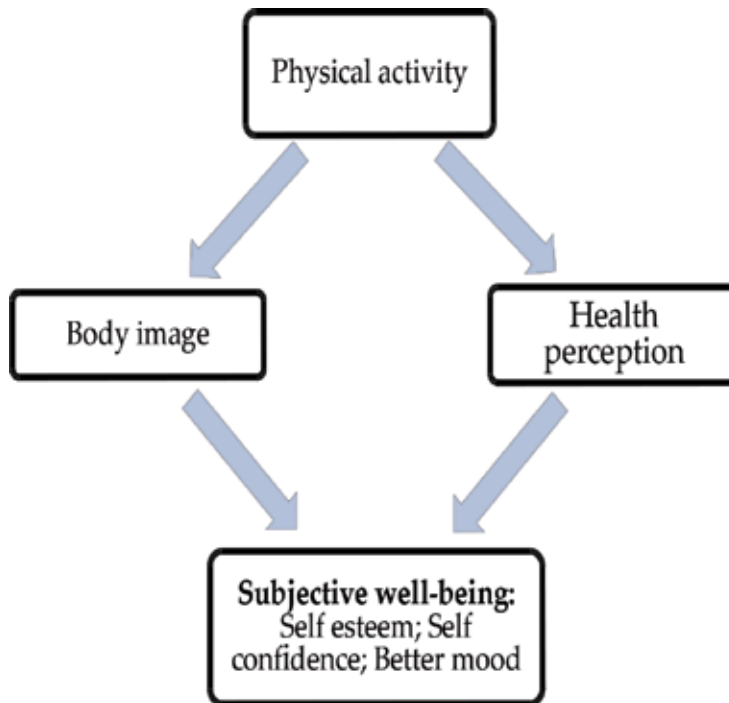 Physical activity
Body image
Health
perception
Subjective well-being:
Self esteem; Self
confidence; Better mood